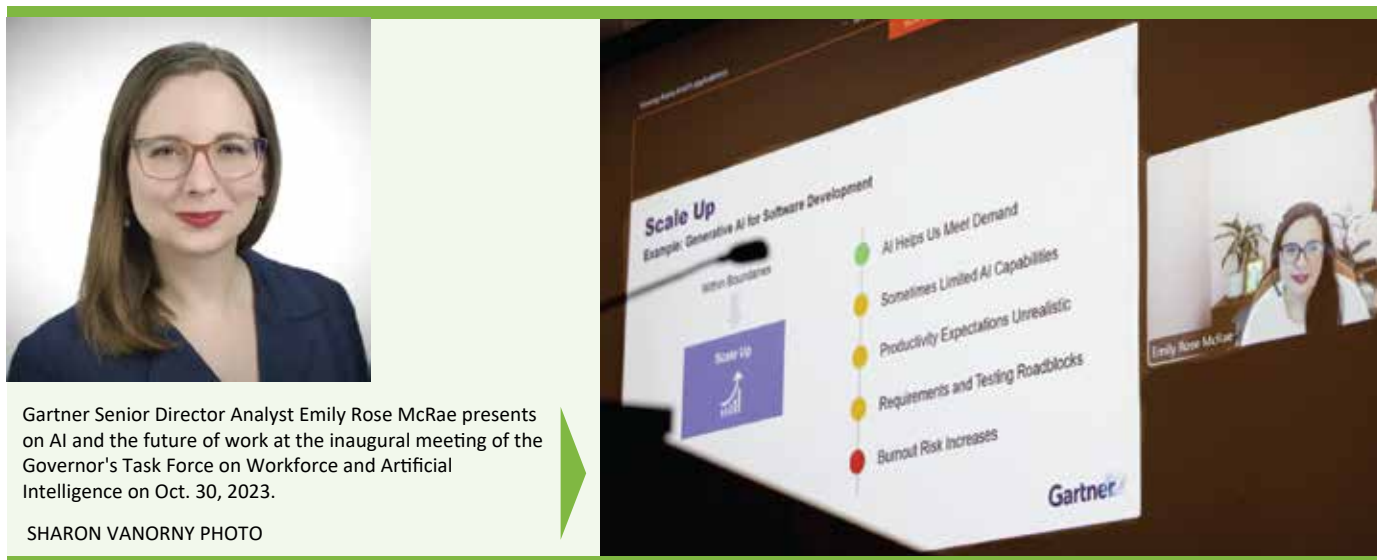 Gartner Senior Director Analyst Emily Rose McRae presents
on AI and the future of work at the inaugural meeting of the
Governor's Task Force on Workforce and Artificial
Intelligence on Oct. 30, 2023.
SHARON VANORNY PHOTO
Scale Up
Example: Generative AI for Software Development
Within Boundaries
Scale Up
AI Helps Us Meet Demand
Sometimes Limited AI Capabilities
Productivity Expectations Unrealistic
Requirements and Testing Roadblocks
Burnout Risk Increases
Gartner
Emily Rose McRae